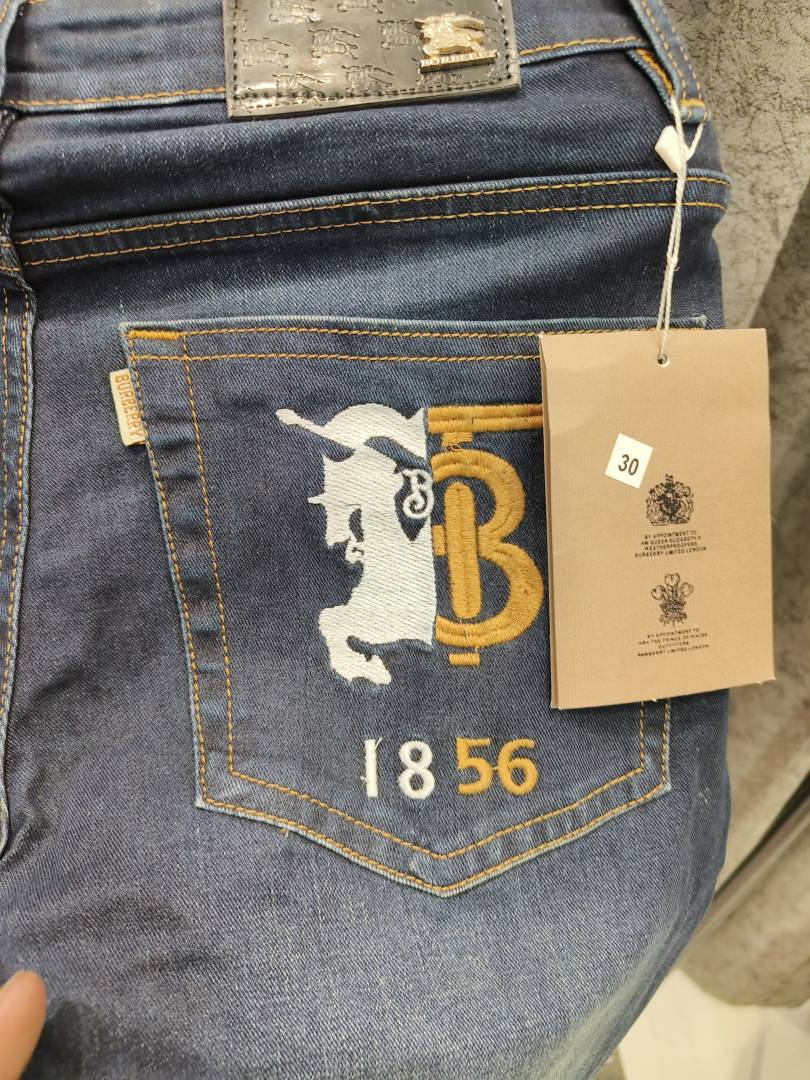 BURBERRY
BURBERRY
B
B
1856
30
BY APPOINTMENT TO
HM QUEEN ELIZABETH II
WEATHERPROOFERS
BURBERRY LIMITED LONDON
BY APPOINTMENT TO
HRH THE PRINCE OF WALES
OUTFITTERS
BURBERRY LIMITED LONDON